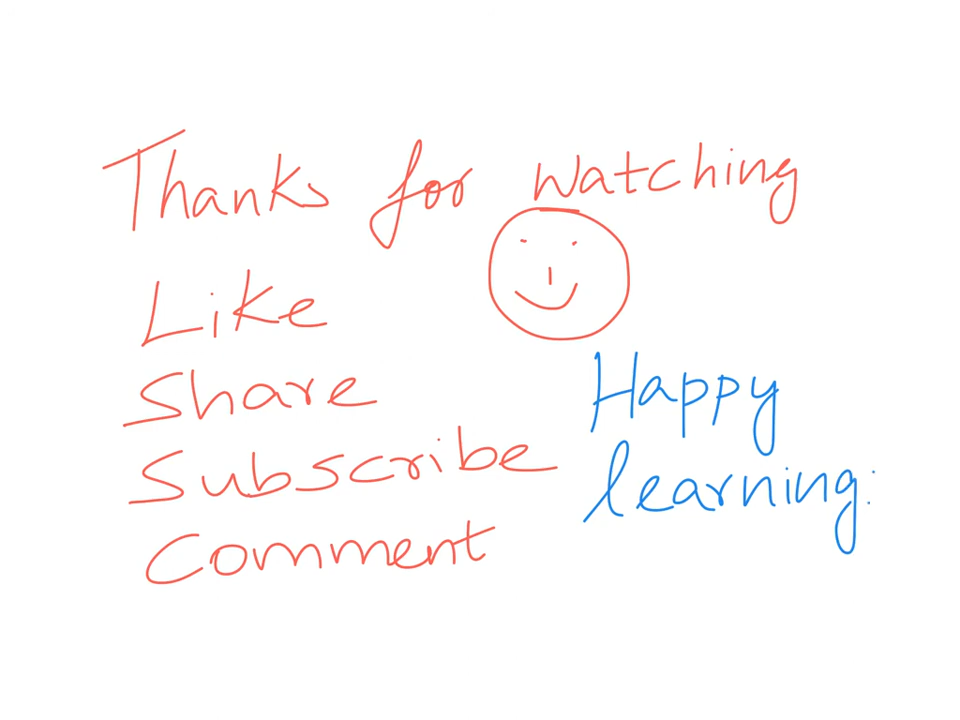 Thanks for watching
Like
Share
Subscribe
Comment
Happy
learning: